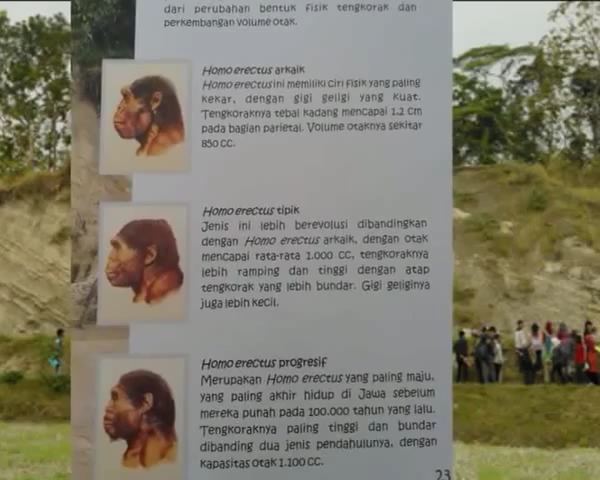 dari perubahan bentuk fisik tengkorak dan
perkembangan volume otak.
Homo erectus arkaik
Homo erectus ini memiliki ciri fisik yang paling
kekar, dengan gigi geligi yang kuat.
Tengkoraknya tebal kadang mencapai 1.2 cm
pada bagian parietal. Volume otaknya sekitar
850 cc.
Homo erectus tipik
Jenis ini lebih berevolusi dibandingkan
dengan Homo erectus arkaik, dengan otak
mencapai rata-rata 1.000 cc, tengkoraknya
lebih ramping dan tinggi dengan atap
tengkorak yang lebih bundar. Gigi geliginya
juga lebih kecil.
Homo erectus progresif
Merupakan Homo erectus yang paling maju,
yang paling akhir hidup di Jawa sebelum
mereka punah pada 100.000 tahun yang lalu.
Tengkoraknya paling tinggi dan bundar
dibanding dua jenis pendahulunya, dengan
kapasitas otak 1.100 cc.
23